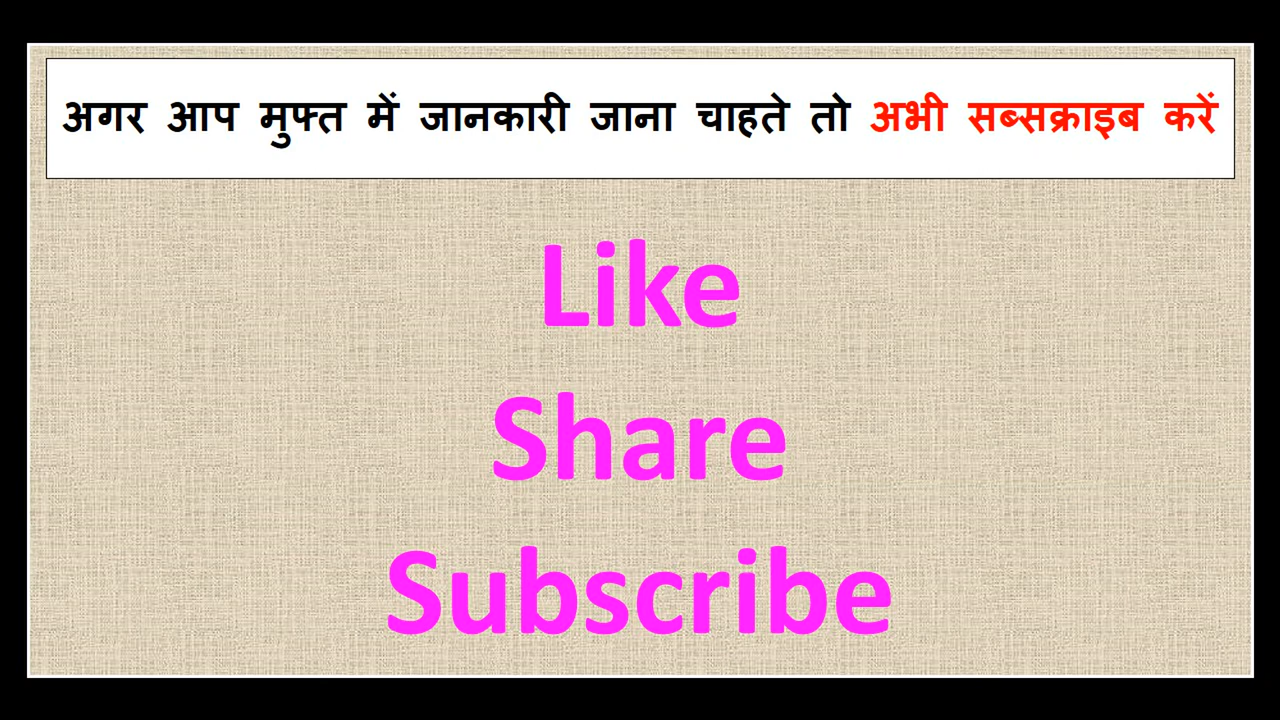 अगर आप मुफ्त में जानकारी जाना चाहते तो अभी सब्सक्राइब करें
Like
Share
Subscribe